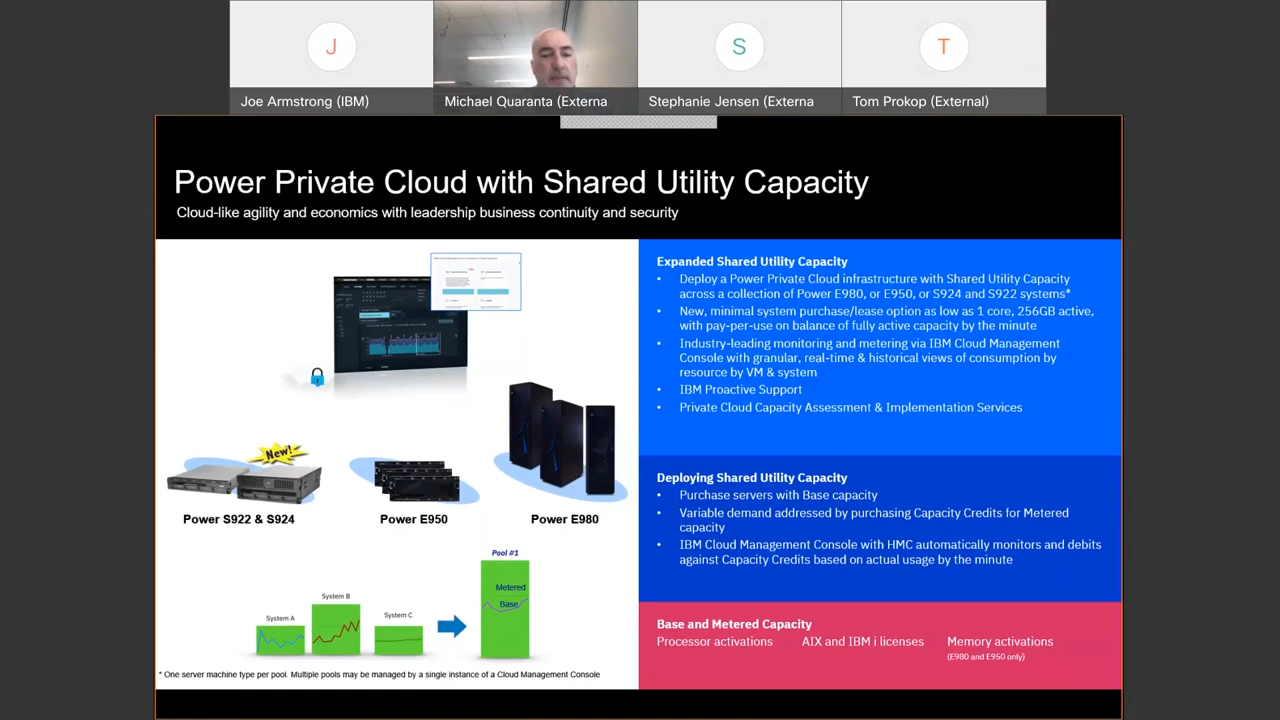 J
S
T
Joe Armstrong (IBM)
Michael Quaranta (Externa
Stephanie Jensen (Externa
Tom Prokop (External)
Power Private Cloud with Shared Utility Capacity
Cloud-like agility and economics with leadership business continuity and security
New!
Power S922 & S924
Power E950
Power E980
Pool #1
Metered
Base
System A
System B
System C
* One server machine type per pool. Multiple pools may be managed by a single instance of a Cloud Management Console
Expanded Shared Utility Capacity
• Deploy a Power Private Cloud infrastructure with Shared Utility Capacity
across a collection of Power E980, or E950, or S924 and S922 systems*
• New, minimal system purchase/lease option as low as 1 core, 256GB active,
with pay-per-use on balance of fully active capacity by the minute
• Industry-leading monitoring and metering via IBM Cloud Management
Console with granular, real-time & historical views of consumption by
resource by VM & system
• IBM Proactive Support
• Private Cloud Capacity Assessment & Implementation Services
Deploying Shared Utility Capacity
• Purchase servers with Base capacity
• Variable demand addressed by purchasing Capacity Credits for Metered
capacity
• IBM Cloud Management Console with HMC automatically monitors and debits
against Capacity Credits based on actual usage by the minute
Base and Metered Capacity
Processor activations
AIX and IBM i licenses
Memory activations
(E980 and E950 only)